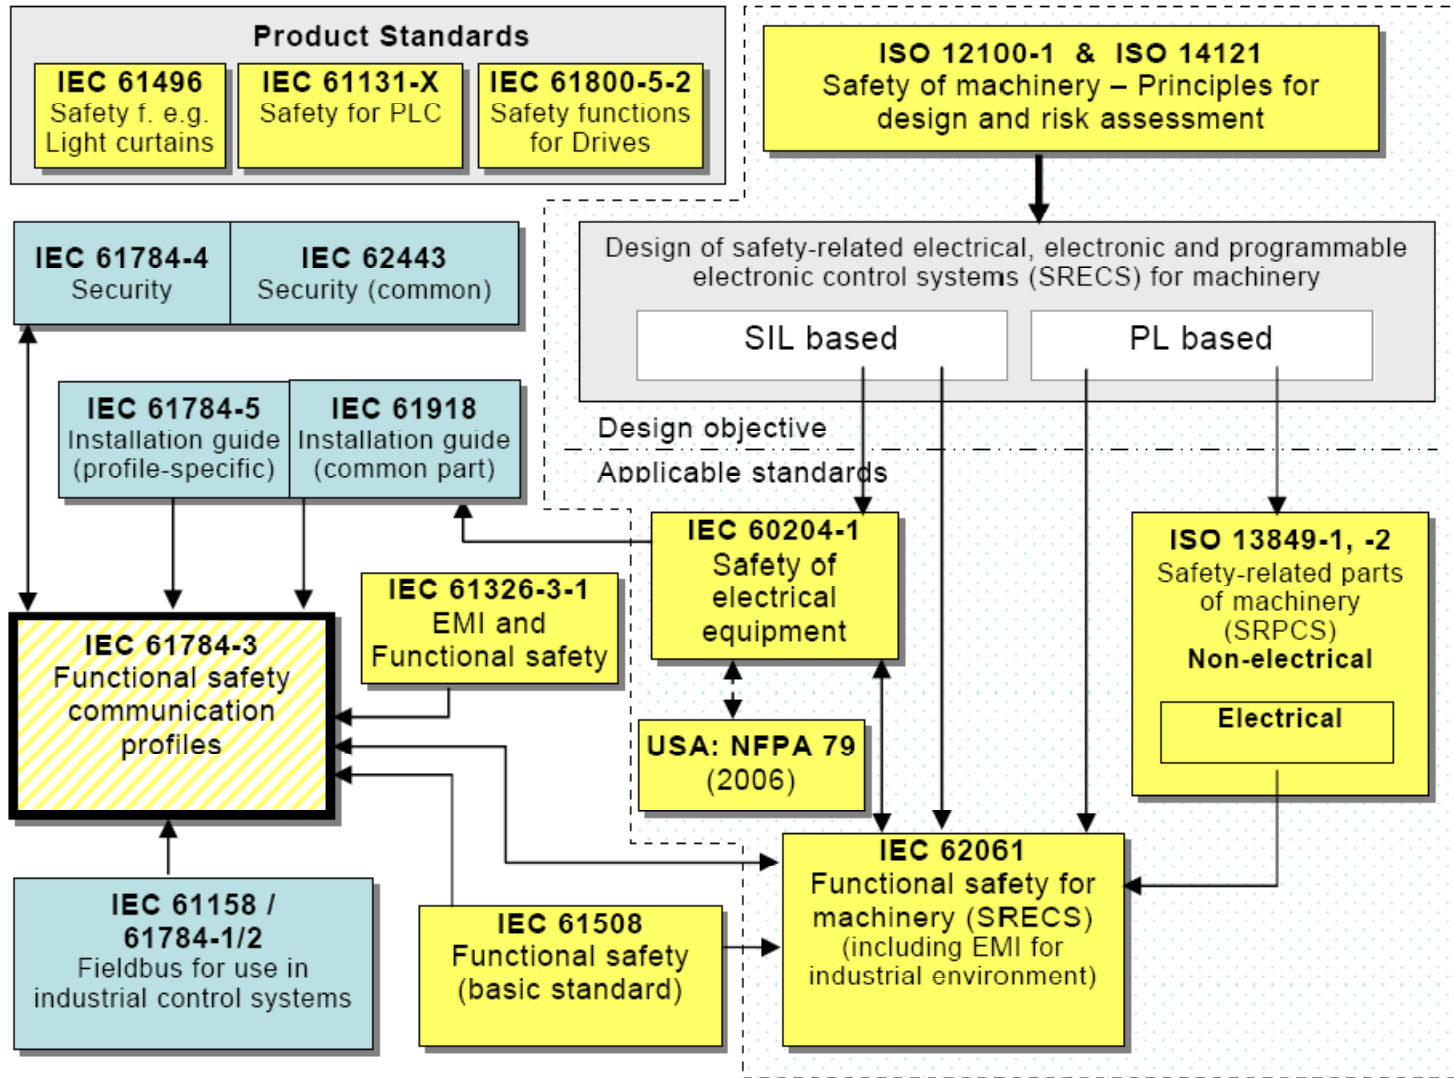 Product Standards
IEC 61496
Safety f. e.g.
Light curtains
IEC 61131-X
Safety for PLC
IEC 61800-5-2
Safety functions
for Drives
ISO 12100-1 & ISO 14121
Safety of machinery – Principles for
design and risk assessment
IEC 61784-4
Security
IEC 62443
Security (common)
Design of safety-related electrical, electronic and programmable
electronic control systems (SRECS) for machinery
SIL based
PL based
IEC 61784-5
Installation guide
(profile-specific)
IEC 61918
Installation guide
(common part)
Design objective
Applicable standards
IEC 60204-1
Safety of
electrical
equipment
ISO 13849-1, -2
Safety-related parts
of machinery
(SRPCS)
Non-electrical
Electrical
IEC 61326-3-1
EMI and
Functional safety
IEC 61784-3
Functional safety
communication
profiles
USA: NFPA 79
(2006)
IEC 62061
Functional safety for
machinery (SRECS)
(including EMI for
industrial environment)
IEC 61158 /
61784-1/2
Fieldbus for use in
industrial control systems
IEC 61508
Functional safety
(basic standard)